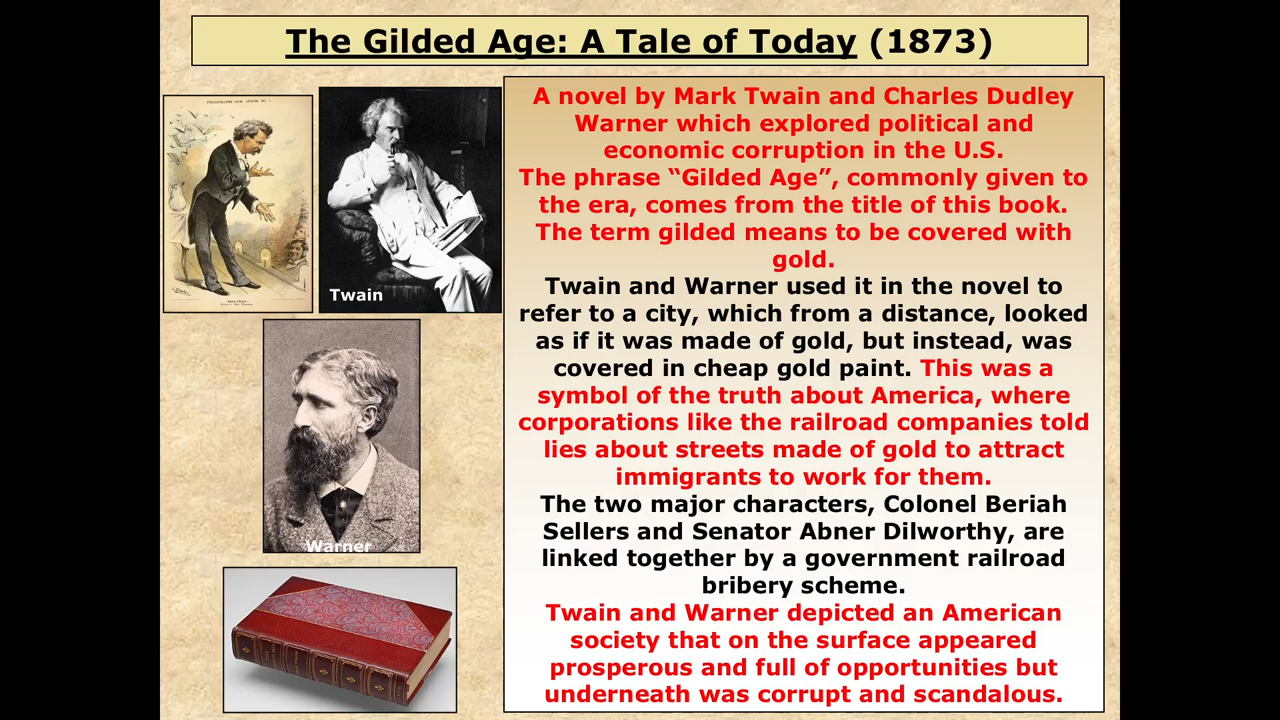 The Gilded Age: A Tale of Today (1873)
Twain
Warner
A novel by Mark Twain and Charles Dudley
Warner which explored political and
economic corruption in the U.S.
The phrase “Gilded Age”, commonly given to
the era, comes from the title of this book.
The term gilded means to be covered with
gold.
Twain and Warner used it in the novel to
refer to a city, which from a distance, looked
as if it was made of gold, but instead, was
covered in cheap gold paint. This was a
symbol of the truth about America, where
corporations like the railroad companies told
lies about streets made of gold to attract
immigrants to work for them.
The two major characters, Colonel Beriah
Sellers and Senator Abner Dilworthy, are
linked together by a government railroad
bribery scheme.
Twain and Warner depicted an American
society that on the surface appeared
prosperous and full of opportunities but
underneath was corrupt and scandalous.